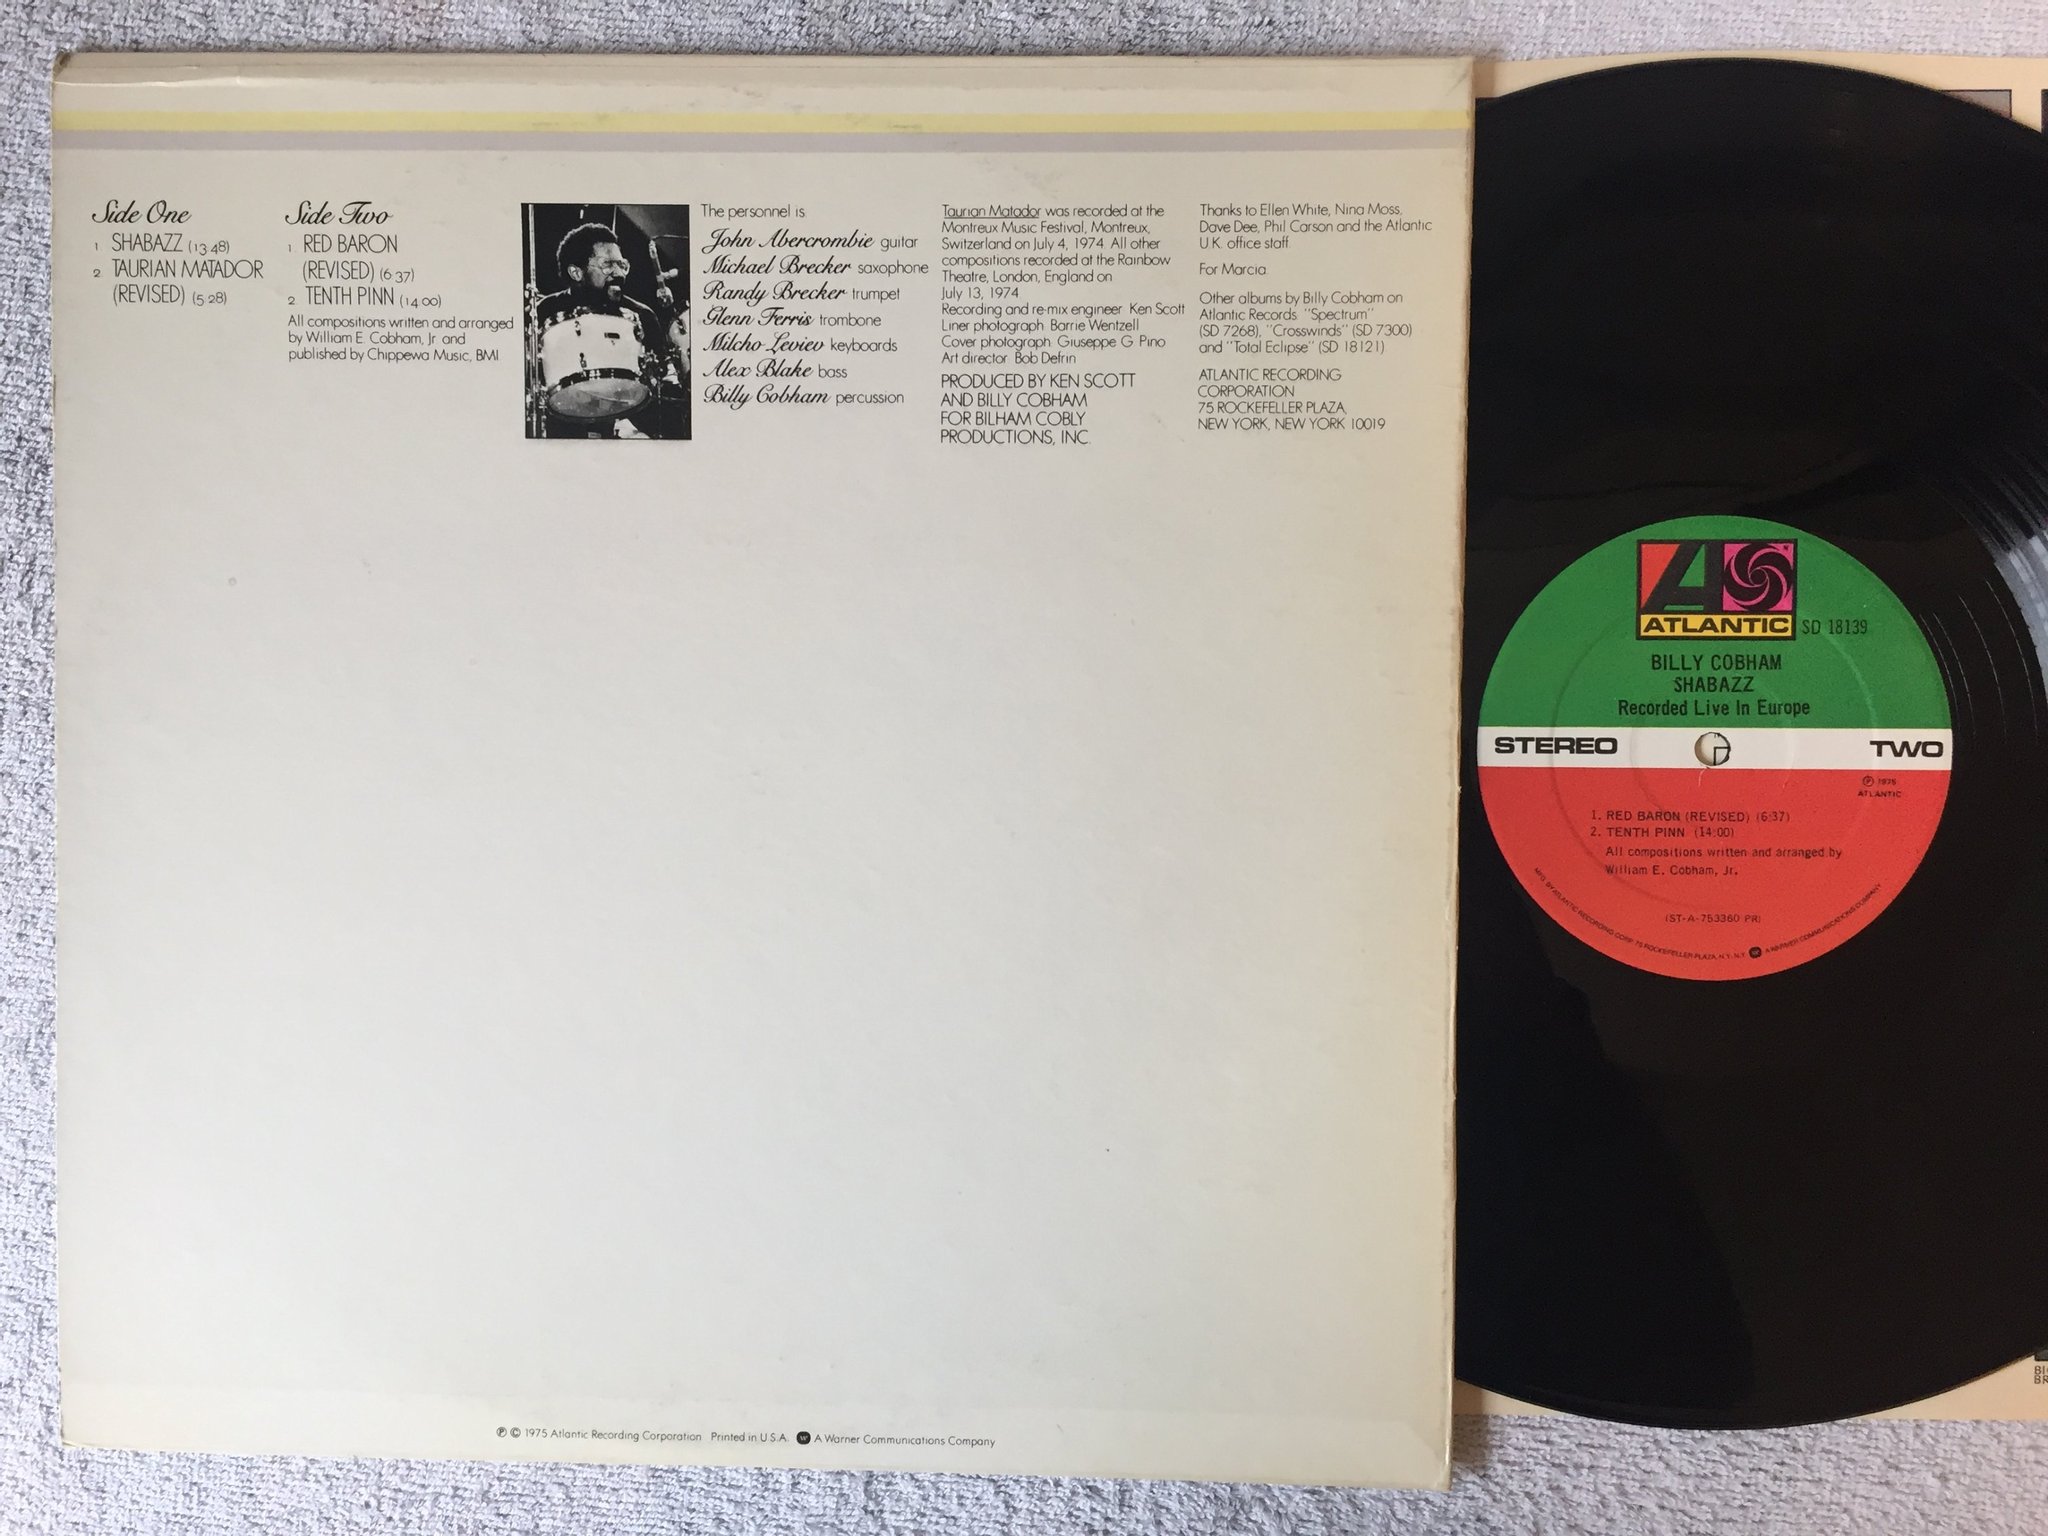 Side One
1 SHABAZZ (13:48)
2 TAURIAN MATADOR
(REVISED) (5:28)
Side Two
1. RED BARON
(REVISED) (6:37)
2. TENTH PINN (14:00)
All compositions written and arranged
by William E. Cobham, Jr. and
published by Chippewa Music, BMI
The personnel is:
John Abercrombie guitar
Michael Brecker saxophone
Randy Brecker trumpet
Glenn Ferris trombone
Milcho Leviev keyboards
Alex Blake bass
Billy Cobham percussion
Taurian Matador was recorded at the
Montreux Music Festival, Montreux,
Switzerland on July 4, 1974. All other
compositions recorded at the Rainbow
Theatre, London, England on
July 13, 1974.
Recording and re-mix engineer: Ken Scott
Liner photograph: Barrie Wentzell
Cover photograph: Giuseppe G. Pino
Art director: Bob Defrin
PRODUCED BY KEN SCOTT
AND BILLY COBHAM
FOR BILHAM COBLY
PRODUCTIONS, INC.
Thanks to Ellen White, Nina Moss,
Dave Dee, Phil Carson and the Atlantic
U.K. office staff.
For Marcia.
Other albums by Billy Cobham on
Atlantic Records: "Spectrum"
(SD 7268), "Crosswinds" (SD 7300)
and "Total Eclipse" (SD 18121)
ATLANTIC RECORDING
CORPORATION
75 ROCKEFELLER PLAZA,
NEW YORK, NEW YORK 10019
℗ © 1975 Atlantic Recording Corporation Printed in U.S.A. A Warner Communications Company
ATLANTIC
SD 18139
BILLY COBHAM
SHABAZZ
Recorded Live In Europe
STEREO
TWO
℗ 1975
ATLANTIC
1. RED BARON (REVISED) (6:37)
2. TENTH PINN (14:00)
All compositions written and arranged by
William E. Cobham, Jr.
(ST-A-753360 PR)
MFG. BY ATLANTIC RECORDING CORP. 75 ROCKEFELLER PLAZA, N.Y., N.Y. A WARNER COMMUNICATIONS COMPANY